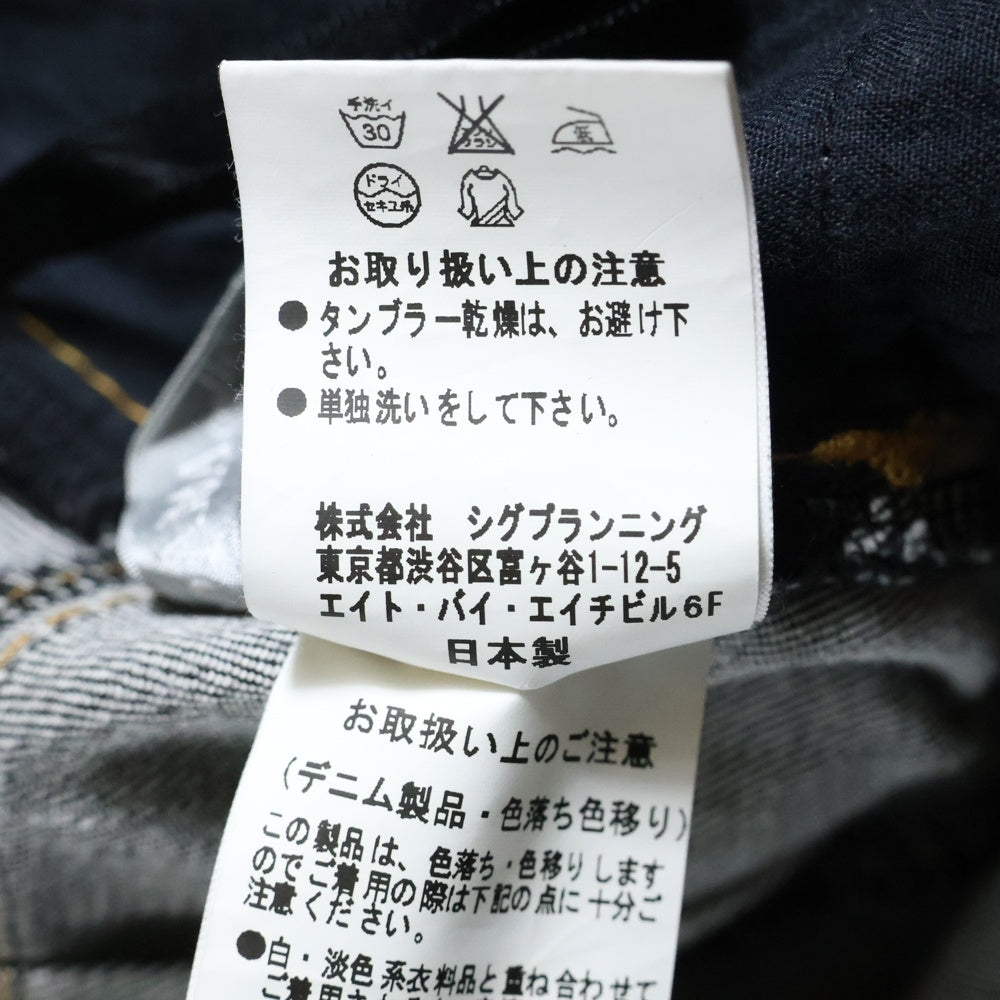 手洗イ
30
ドライ
セキユ系
お取り扱い上の注意
●タンブラー乾燥は、お避け下
さい。
●単独洗いをして下さい。
株式会社 シグプランニング
東京都渋谷区富ヶ谷1-12-5
エイト・バイ・エイチビル6F
日本製
お取扱い上のご注意
(デニム製品・色落ち色移り)
この製品は、色落ち・色移りします
のでご着用の際は下記の点に十分ご
注意ください。
●白・淡色系衣料品と重ね合わせて